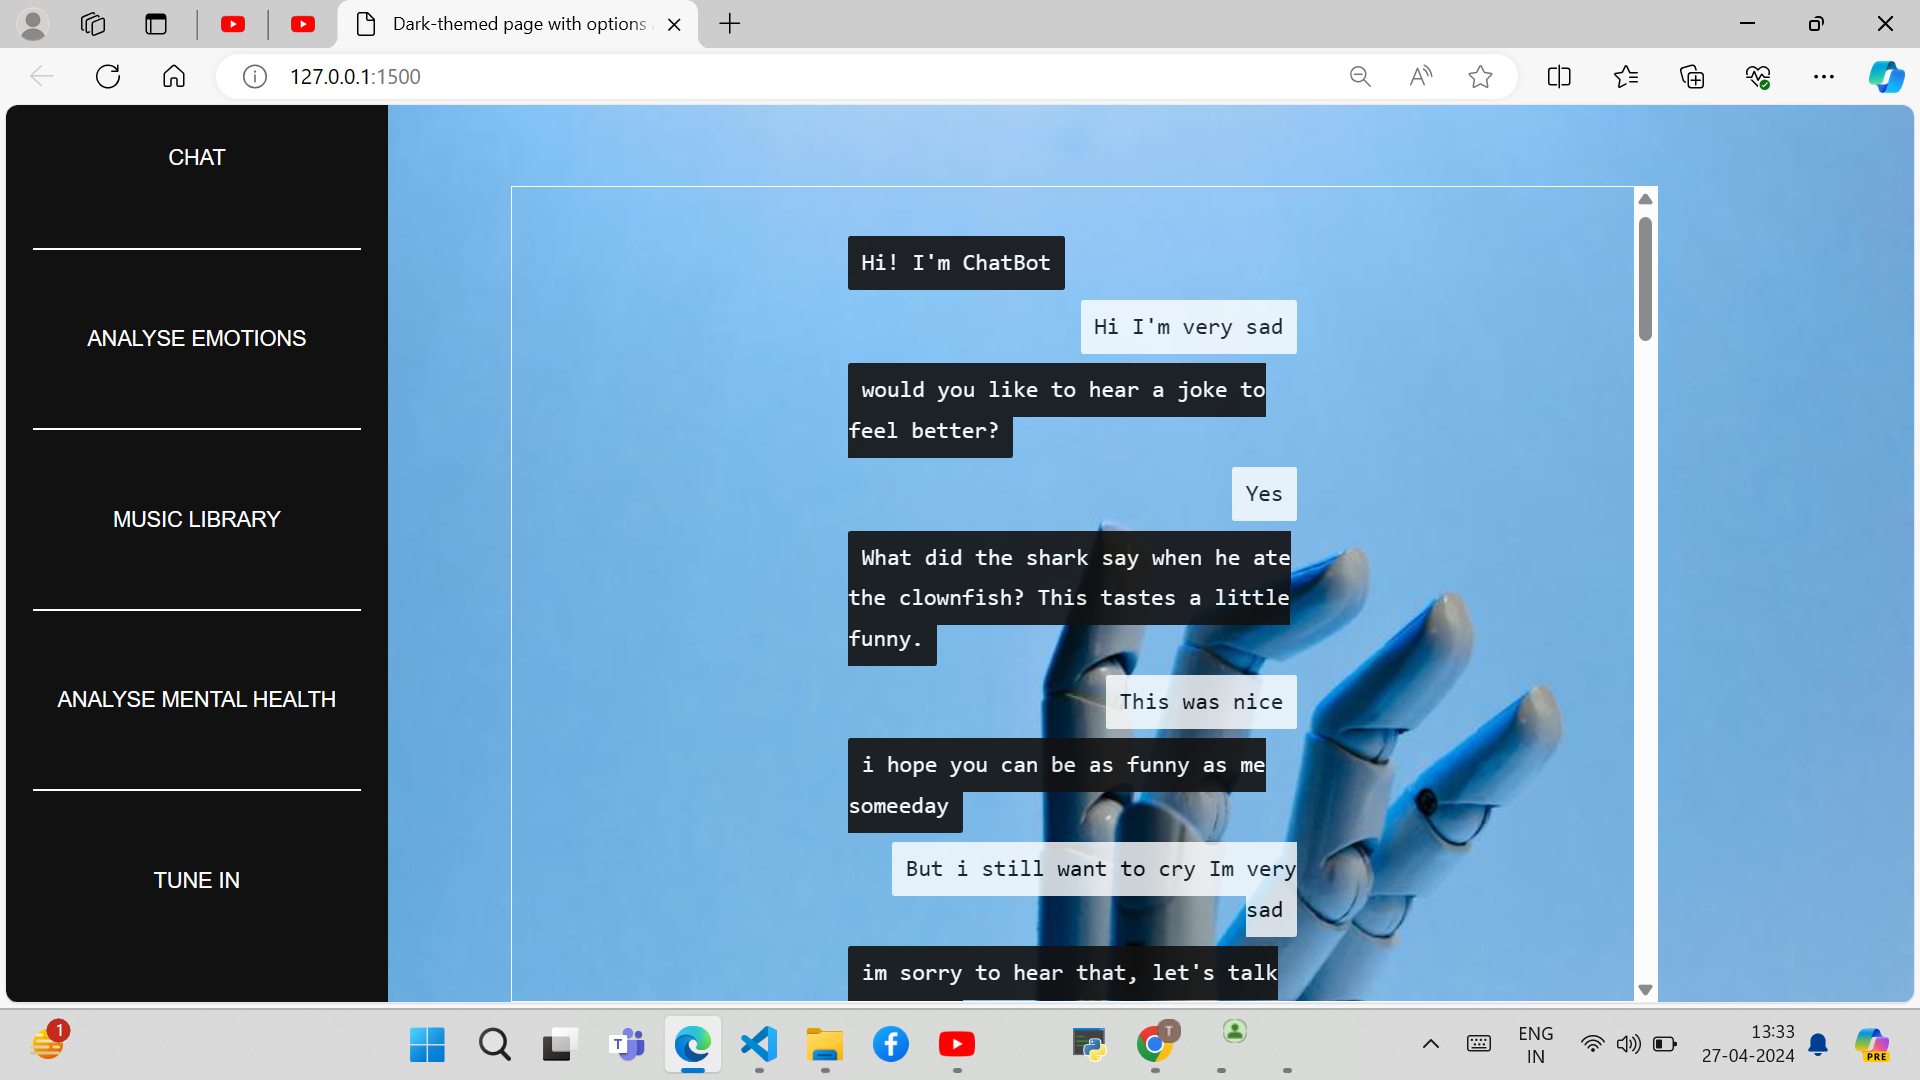 Dark-themed page with options
127.0.0.1:1500
CHAT
ANALYSE EMOTIONS
MUSIC LIBRARY
ANALYSE MENTAL HEALTH
TUNE IN
Hi! I'm ChatBot
Hi I'm very sad
would you like to hear a joke to
feel better?
Yes
What did the shark say when he ate
the clownfish? This tastes a little
funny.
This was nice
i hope you can be as funny as me
someeday
But i still want to cry Im very
sad
im sorry to hear that, let's talk
1
T
T
ENG
IN
13:33
27-04-2024
PRE